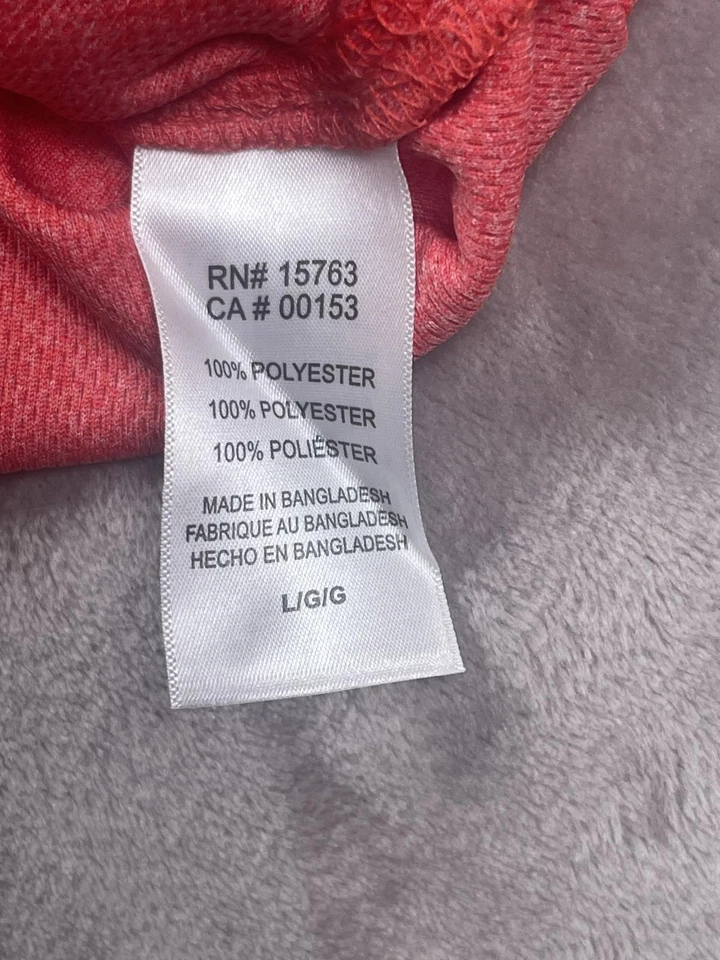 RN# 15763
CA # 00153
100% POLYESTER
100% POLYESTER
100% POLIÉSTER
MADE IN BANGLADESH
FABRIQUE AU BANGLADESH
HECHO EN BANGLADESH
L/G/G